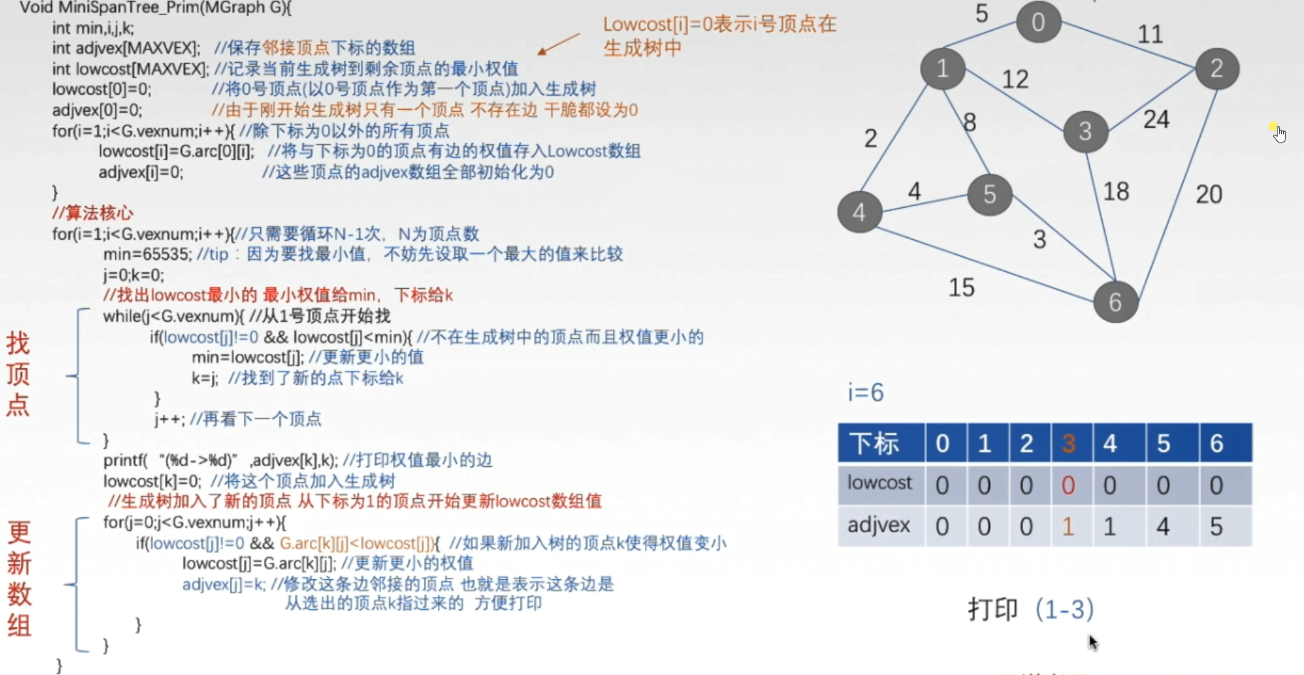 Void MiniSpanTree_Prim(MGraph G){
int min,i,j,k;
int adjvex[MAXVEX]; //保存邻接顶点下标的数组
int lowcost[MAXVEX]; //记录当前生成树到剩余顶点的最小权值
lowcost[0]=0; //将0号顶点(以0号顶点作为第一个顶点)加入生成树
adjvex[0]=0; //由于刚开始生成树只有一个顶点 不存在边 干脆都设为0
for(i=1;i<G.vexnum;i++){ //除下标为0以外的所有顶点
lowcost[i]=G.arc[0][i]; //将与下标为0的顶点有边的权值存入Lowcost数组
adjvex[i]=0; //这些顶点的adjvex数组全部初始化为0
}
//算法核心
for(i=1;i<G.vexnum;i++){//只需要循环N-1次，N为顶点数
min=65535; //tip：因为要找最小值，不妨先设取一个最大的值来比较
j=0;k=0;
//找出lowcost最小的 最小权值给min，下标给k
while(j<G.vexnum){ //从1号顶点开始找
if(lowcost[j]!=0 && lowcost[j]<min){ //不在生成树中的顶点而且权值更小的
min=lowcost[j]; //更新更小的值
k=j; //找到了新的点下标给k
}
j++; //再看下一个顶点
}
printf( "(%d->%d)" ,adjvex[k],k); //打印权值最小的边
lowcost[k]=0; //将这个顶点加入生成树
//生成树加入了新的顶点 从下标为1的顶点开始更新lowcost数组值
for(j=0;j<G.vexnum;j++){
if(lowcost[j]!=0 && G.arc[k][j]<lowcost[j]){ //如果新加入树的顶点k使得权值变小
lowcost[j]=G.arc[k][j]; //更新更小的权值
adjvex[j]=k; //修改这条边邻接的顶点 也就是表示这条边是
从选出的顶点k指过来的 方便打印
}
}
}
找
顶
点
更
新
数
组
Lowcost[i]=0表示i号顶点在
生成树中
5
0
11
1
12
2
8
3
24
2
4
5
18
20
4
3
15
6
i=6
下标 0 1 2 3 4 5 6
lowcost 0 0 0 0 0 0 0
adjvex 0 0 0 1 1 4 5
打印 (1-3)